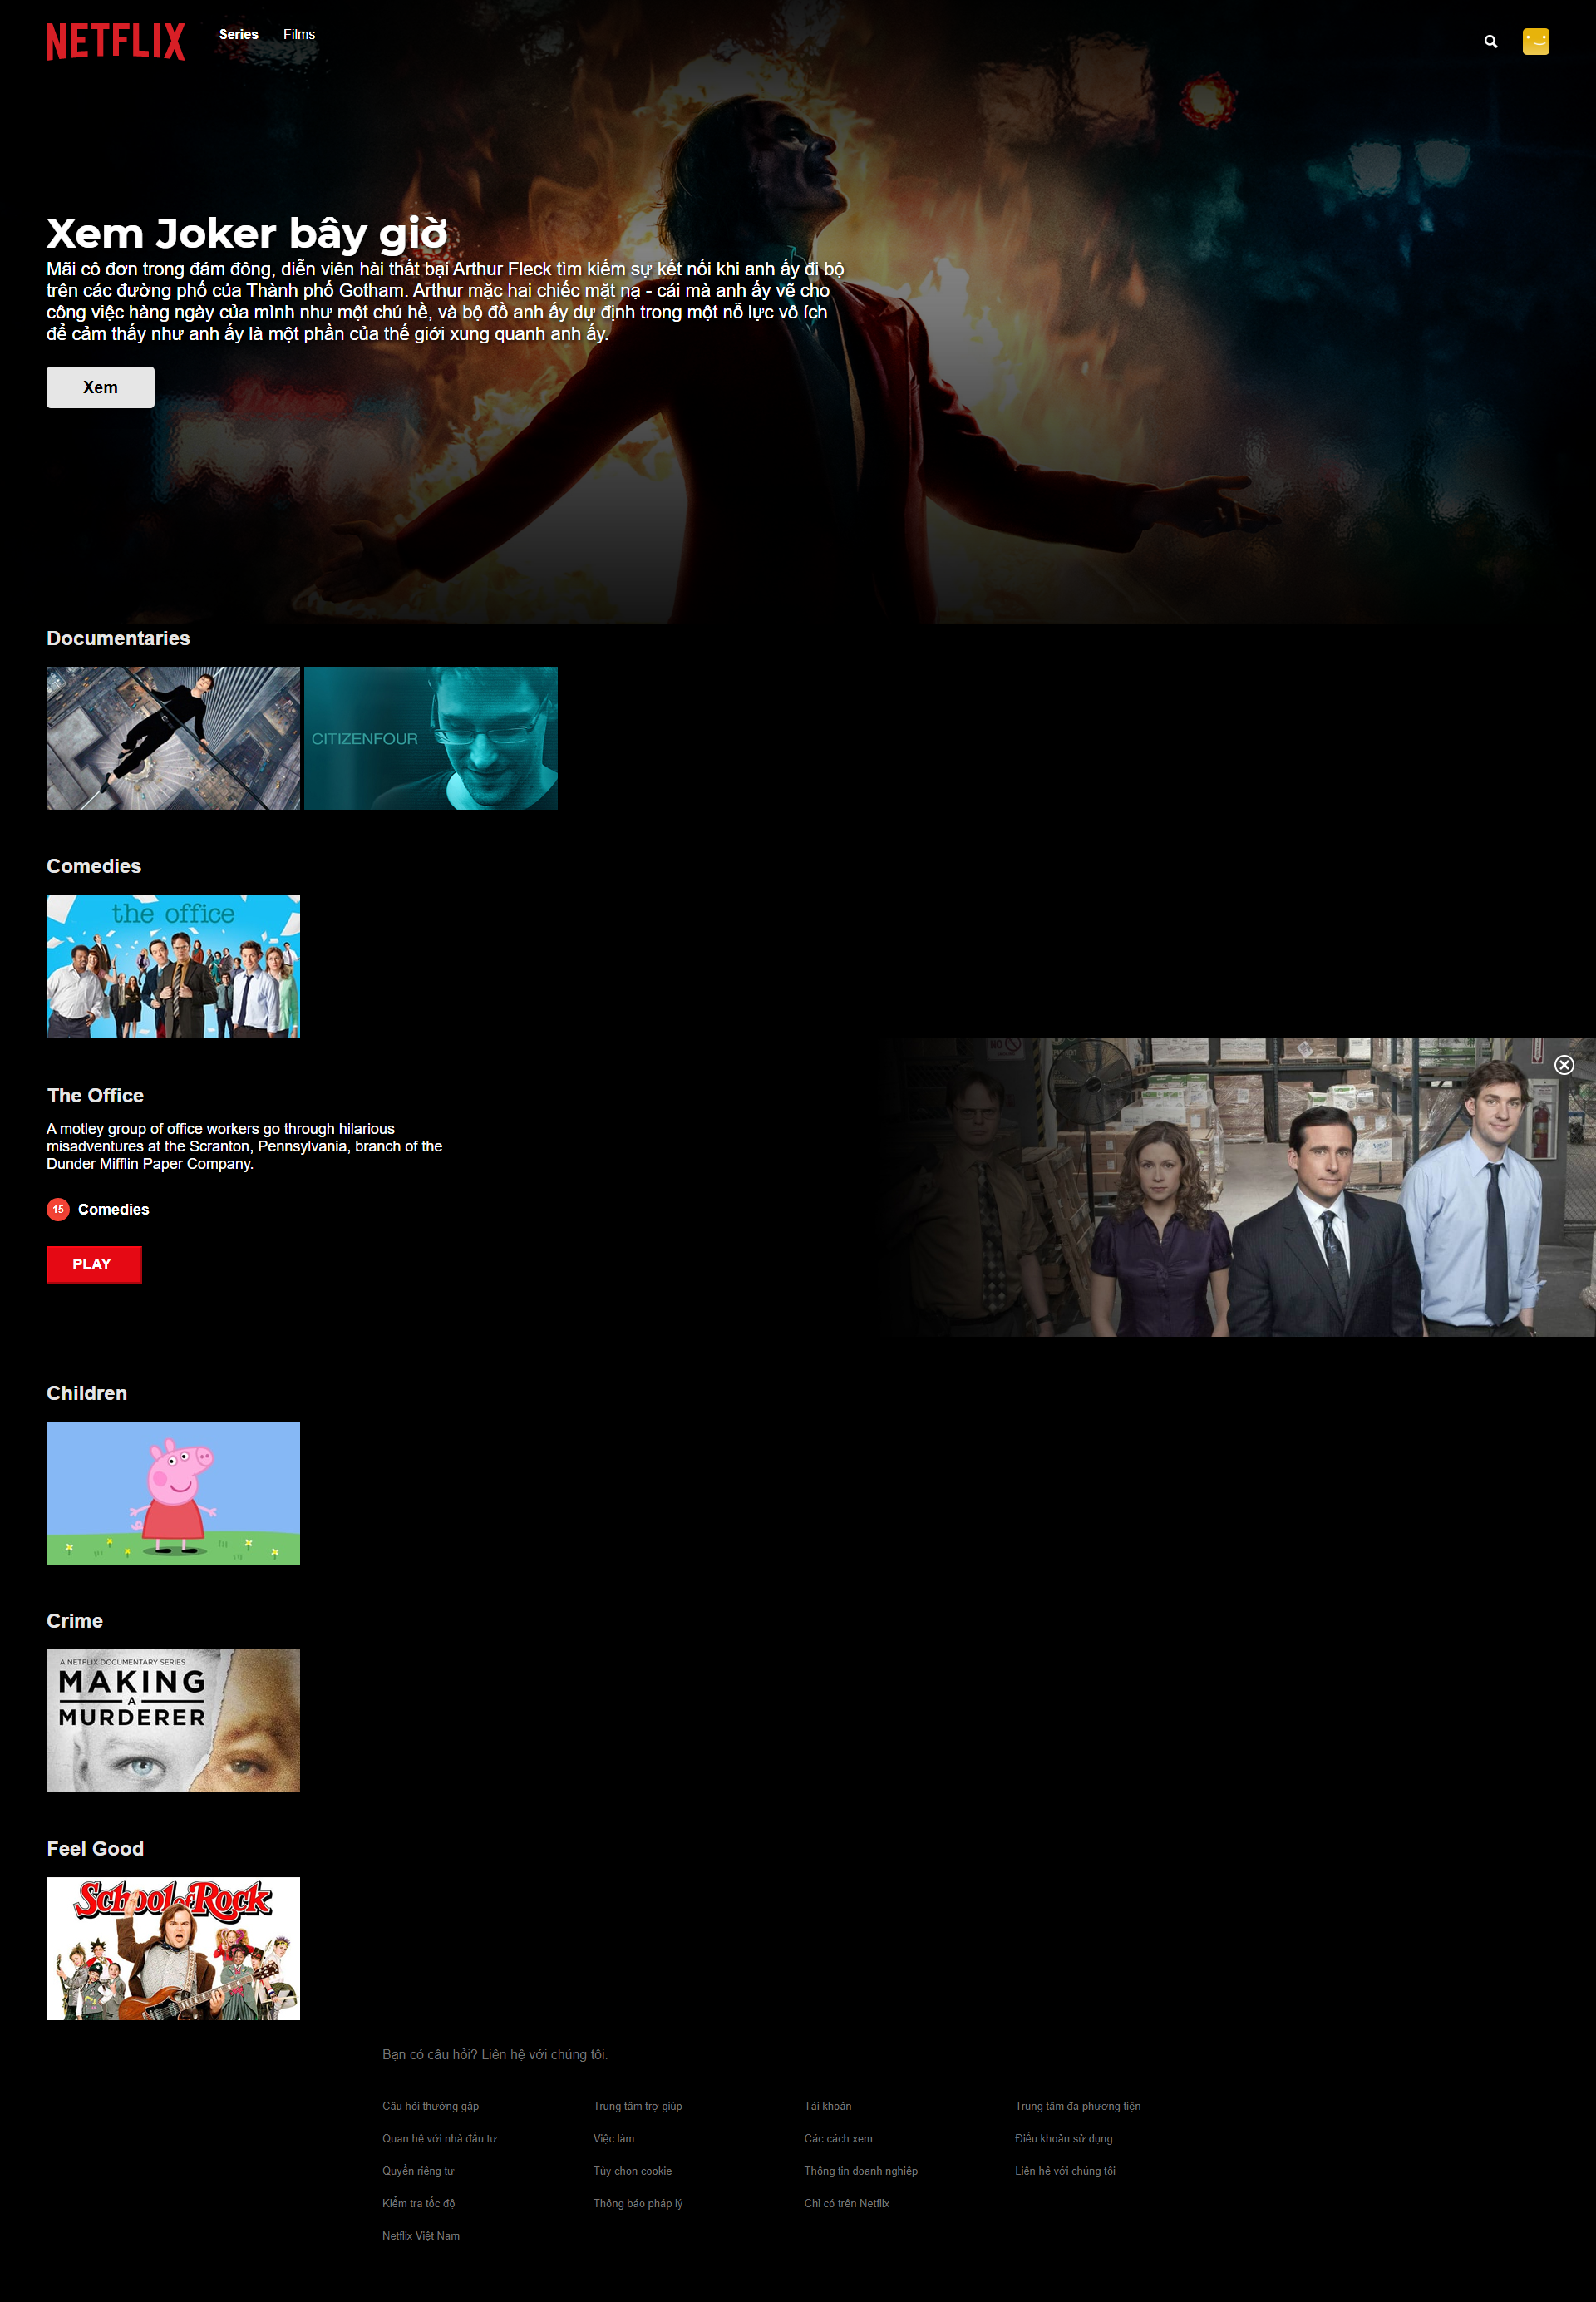 NETFLIX
Series
Films
Xem Joker bây giờ
Mãi cô đơn trong đám đông, diễn viên hài thất bại Arthur Fleck tìm kiếm sự kết nối khi anh ấy đi bộ
trên các đường phố của Thành phố Gotham. Arthur mặc hai chiếc mặt nạ - cái mà anh ấy vẽ cho
công việc hàng ngày của mình như một chú hề, và bộ đồ anh ấy dự định trong một nỗ lực vô ích
để cảm thấy như anh ấy là một phần của thế giới xung quanh anh ấy.
Xem
Documentaries
CITIZENFOUR
Comedies
the office
The Office
A motley group of office workers go through hilarious
misadventures at the Scranton, Pennsylvania, branch of the
Dunder Mifflin Paper Company.
15 Comedies
PLAY
NO
Children
Crime
A NETFLIX DOCUMENTARY SERIES
MAKING
A
MURDERER
Feel Good
School of Rock
Bạn có câu hỏi? Liên hệ với chúng tôi.
Câu hỏi thường gặp
Trung tâm trợ giúp
Tài khoản
Trung tâm đa phương tiện
Quan hệ với nhà đầu tư
Việc làm
Các cách xem
Điều khoản sử dụng
Quyền riêng tư
Tùy chọn cookie
Thông tin doanh nghiệp
Liên hệ với chúng tôi
Kiểm tra tốc độ
Thông báo pháp lý
Chỉ có trên Netflix
Netflix Việt Nam